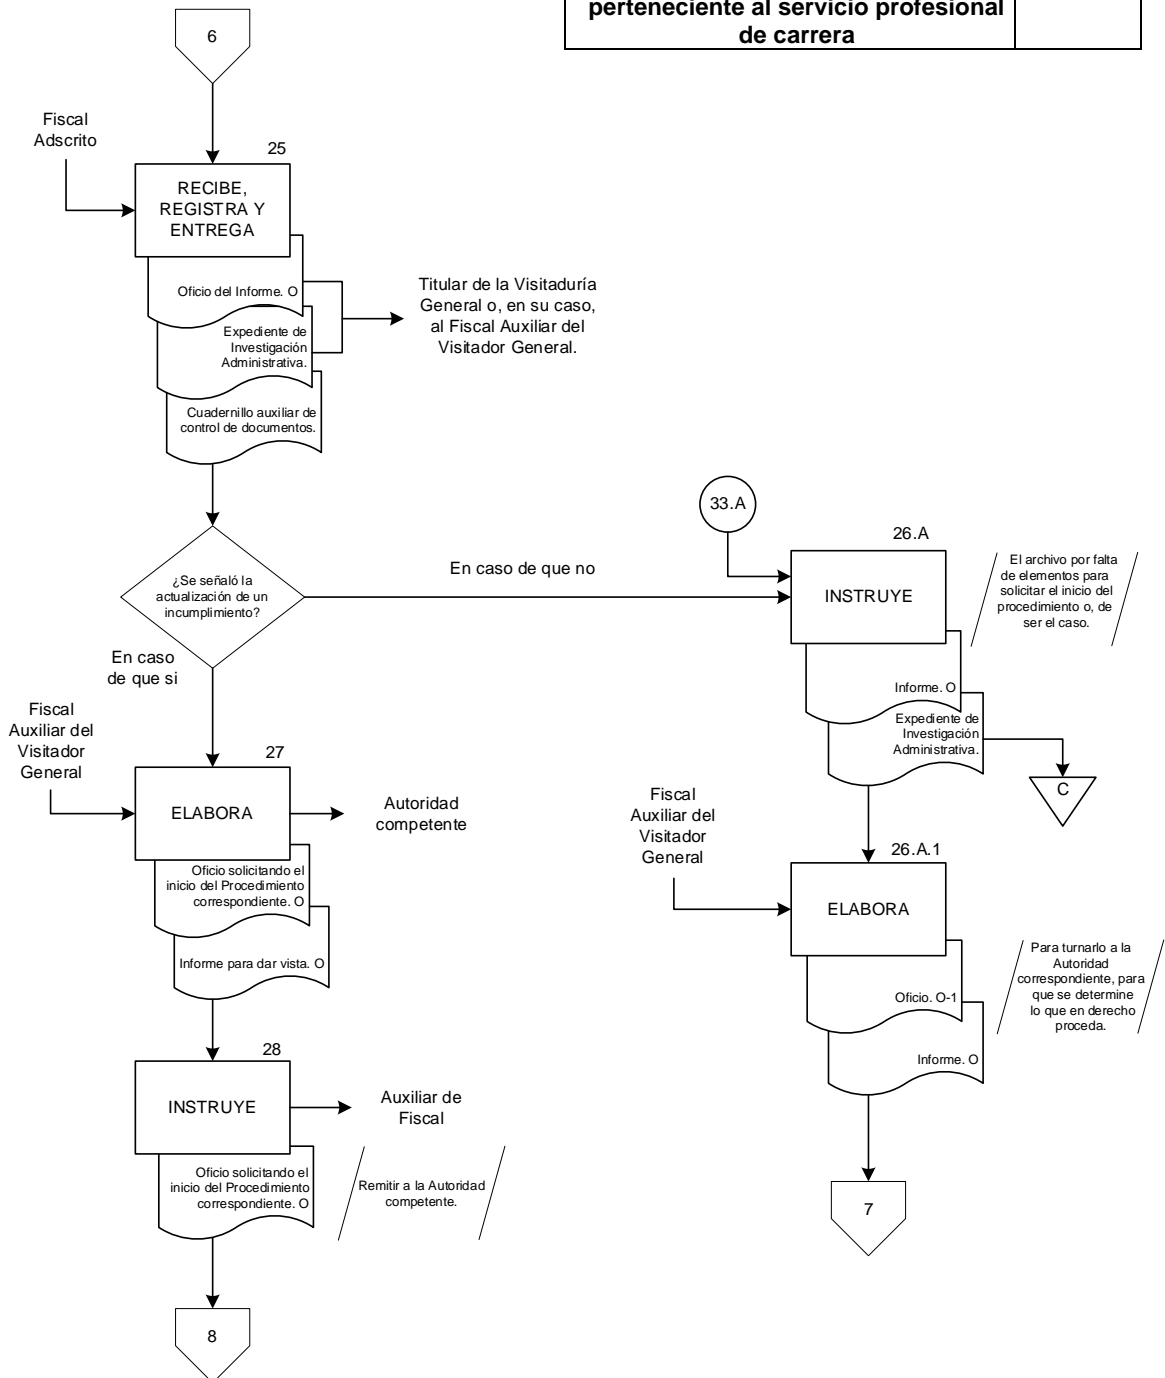 perteneciente al servicio profesional
de carrera
6
Fiscal
Adscrito
25
RECIBE,
REGISTRA Y
ENTREGA
Oficio del Informe. O
Expediente de
Investigación
Administrativa.
Cuadernillo auxiliar de
control de documentos.
Titular de la Visitaduría
General o, en su caso,
al Fiscal Auxiliar del
Visitador General.
¿Se señaló la
actualización de un
incumplimiento?
En caso de que no
En caso
de que si
33.A
26.A
INSTRUYE
El archivo por falta
de elementos para
solicitar el inicio del
procedimiento o, de
ser el caso.
Informe. O
Expediente de
Investigación
Administrativa.
C
Fiscal
Auxiliar del
Visitador
General
27
ELABORA
Autoridad
competente
Oficio solicitando el
inicio del Procedimiento
correspondiente. O
Informe para dar vista. O
Fiscal
Auxiliar del
Visitador
General
26.A.1
ELABORA
Oficio. O-1
Informe. O
Para turnarlo a la
Autoridad
correspondiente, para
que se determine
lo que en derecho
proceda.
28
INSTRUYE
Auxiliar de
Fiscal
Oficio solicitando el
inicio del Procedimiento
correspondiente. O
Remitir a la Autoridad
competente.
7
8